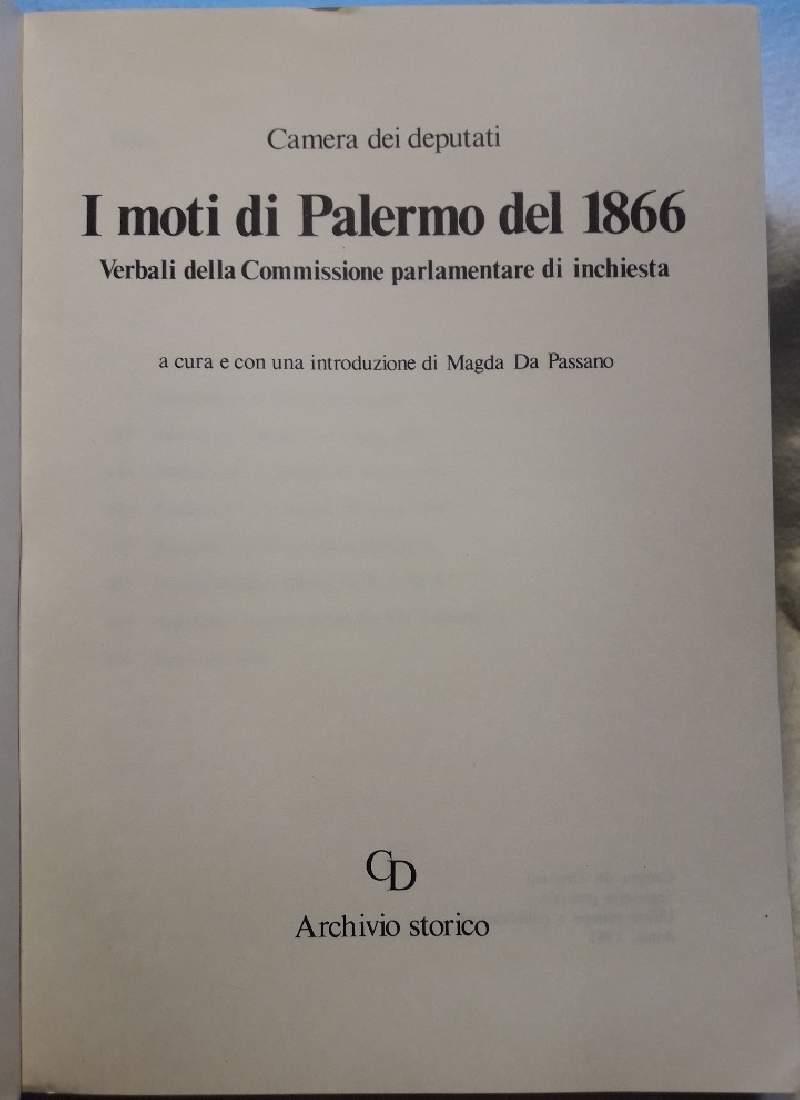 Camera dei deputati
I moti di Palermo del 1866
Verbali della Commissione parlamentare di inchiesta
a cura e con una introduzione di Magda Da Passano
CD
Archivio storico